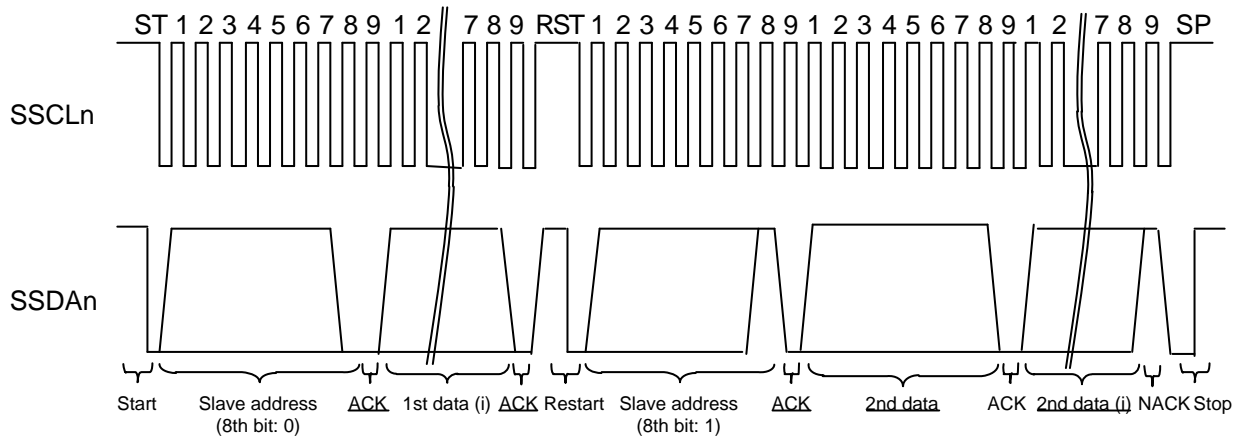 ST 1 2 3 4 5 6 7 8 9 1 2 7 8 9 RST 1 2 3 4 5 6 7 8 9 1 2 3 4 5 6 7 8 9 1 2 7 8 9 SP
SSCLn
SSDAn
Start Slave address ACK 1st data (i) ACK Restart Slave address ACK 2nd data ACK 2nd data (i) NACK Stop
(8th bit: 0) (8th bit: 1)